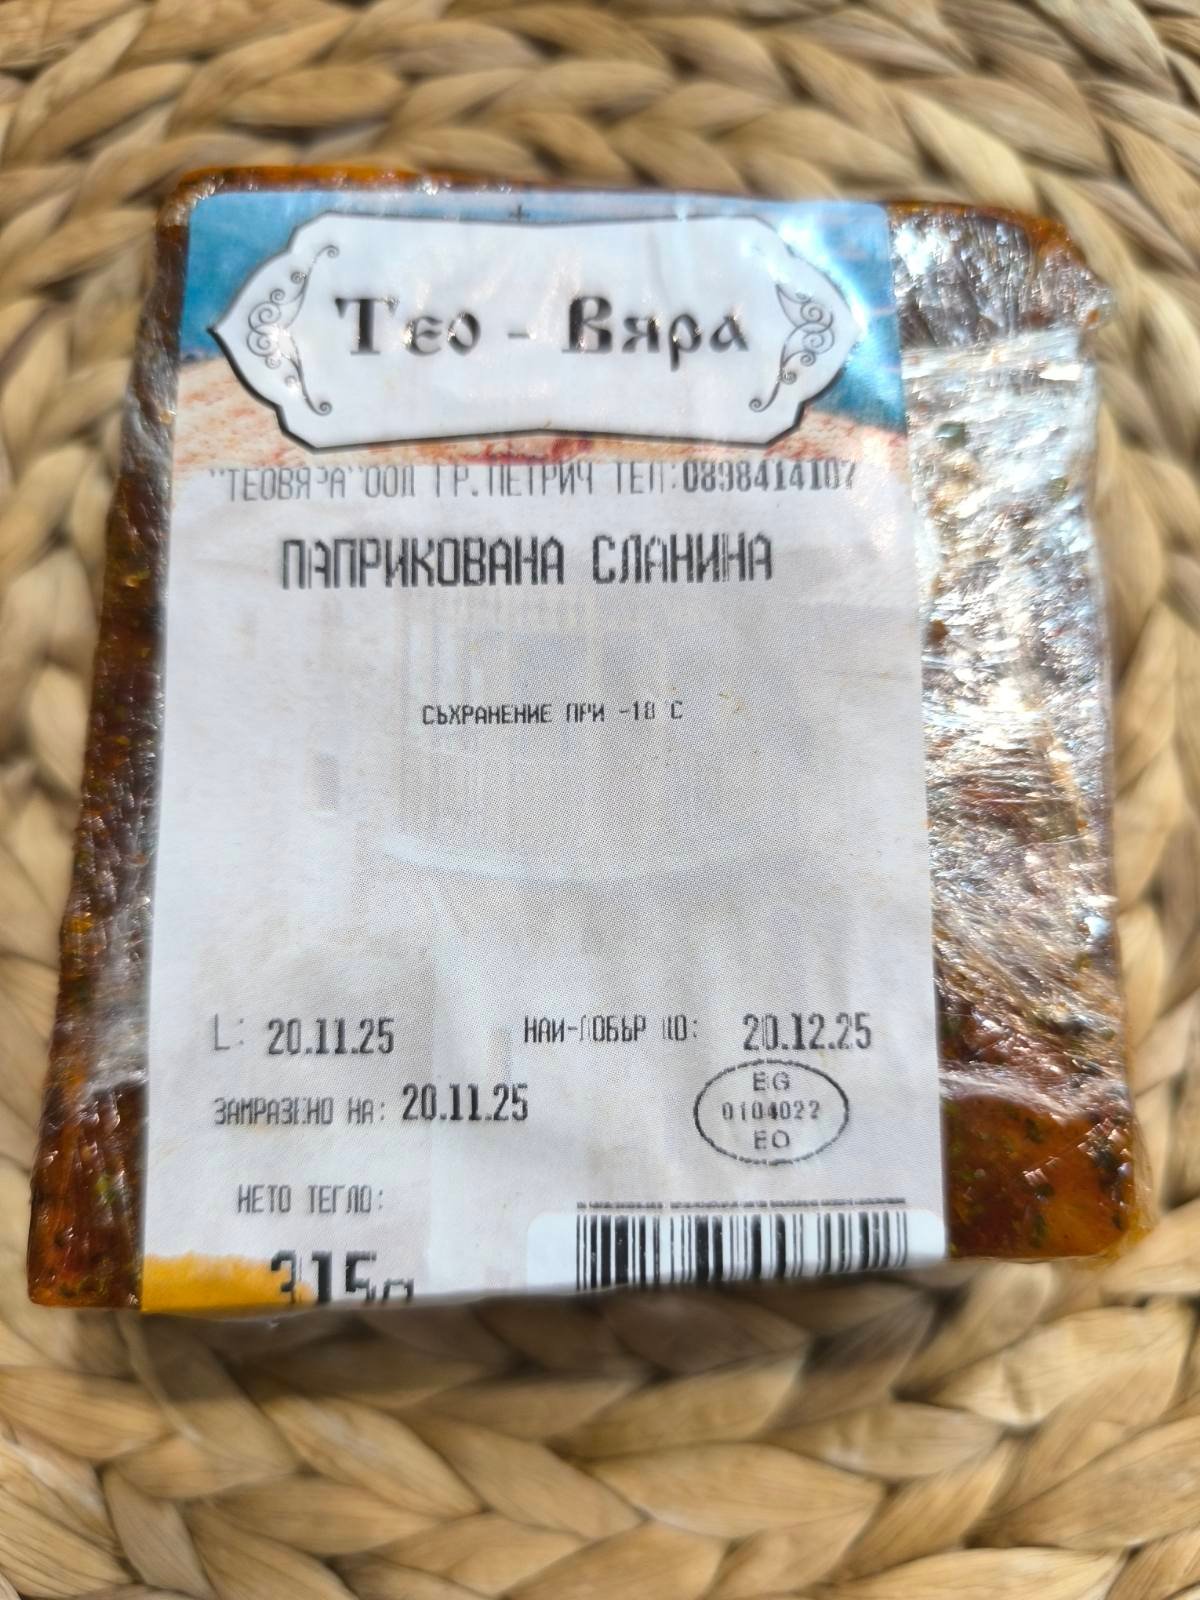 Тео - Вяра
"ТЕОВЯРА" ООД ГР. ПЕТРИЧ ТЕЛ:0898414107
ПАПРИКОВАНА СЛАНИНА
СЪХРАНЕНИЕ ПРИ -18 С
L: 20.11.25
НАЙ-ДОБЪР ДО: 20.12.25
ЗАМРАЗЕНО НА: 20.11.25
BG
0104022
EO
НЕТО ТЕГЛО:
315g